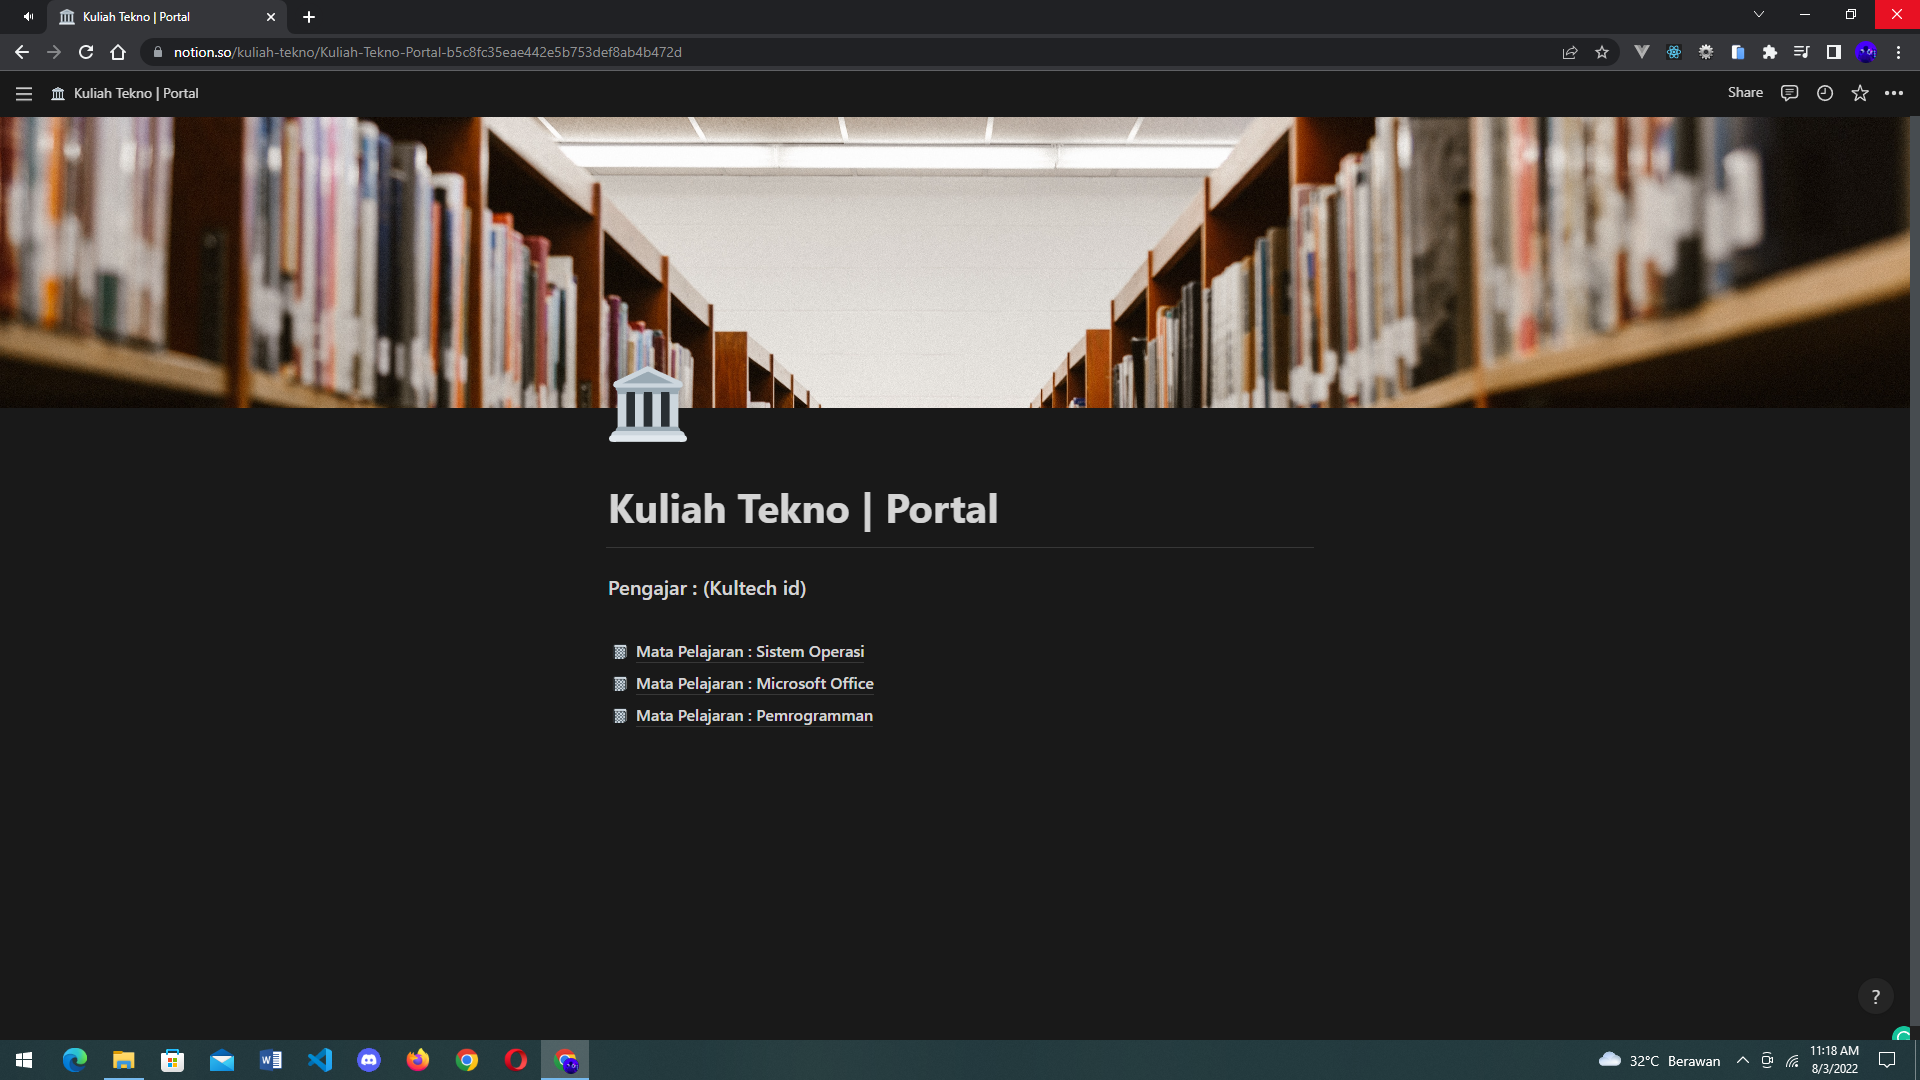 Kuliah Tekno | Portal
notion.so/kuliah-tekno/Kuliah-Tekno-Portal-b5c8fc35eae442e5b753def8ab4b472d
Kuliah Tekno | Portal
Share
Kuliah Tekno | Portal
Pengajar : (Kultech id)
Mata Pelajaran : Sistem Operasi
Mata Pelajaran : Microsoft Office
Mata Pelajaran : Pemrogramman
?
32°C Berawan
11:18 AM
8/3/2022